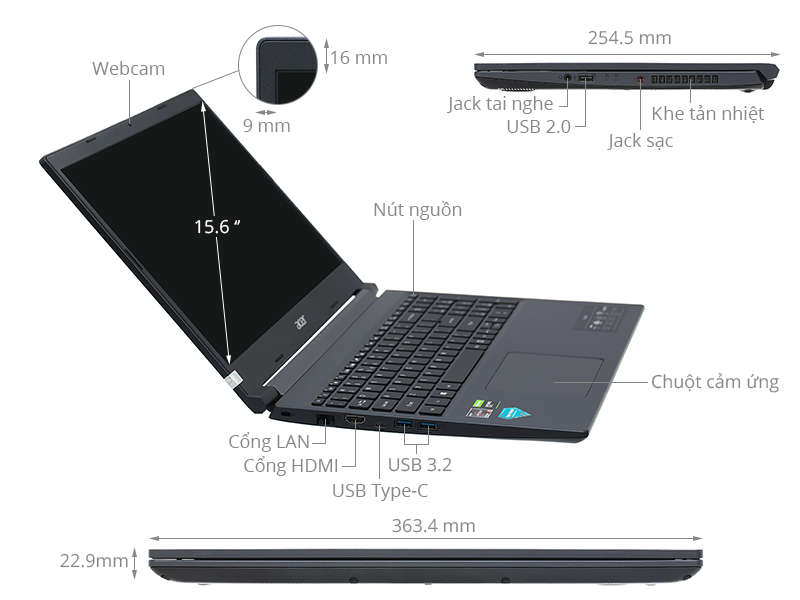 254.5 mm
16 mm
Webcam
Jack tai nghe
Khe tản nhiệt
9 mm
USB 2.0
Jack sạc
15.6 “
Nút nguồn
acer
Chuột cảm ứng
Cổng LAN
Cổng HDMI
USB 3.2
USB Type-C
363.4 mm
22.9mm